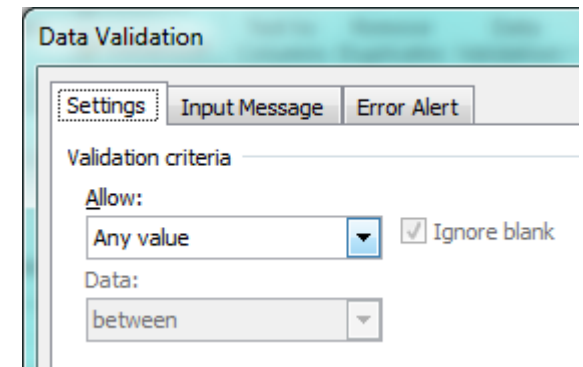 Data Validation
Settings Input Message Error Alert
Validation criteria
Allow:
Any value Ignore blank
Data:
between